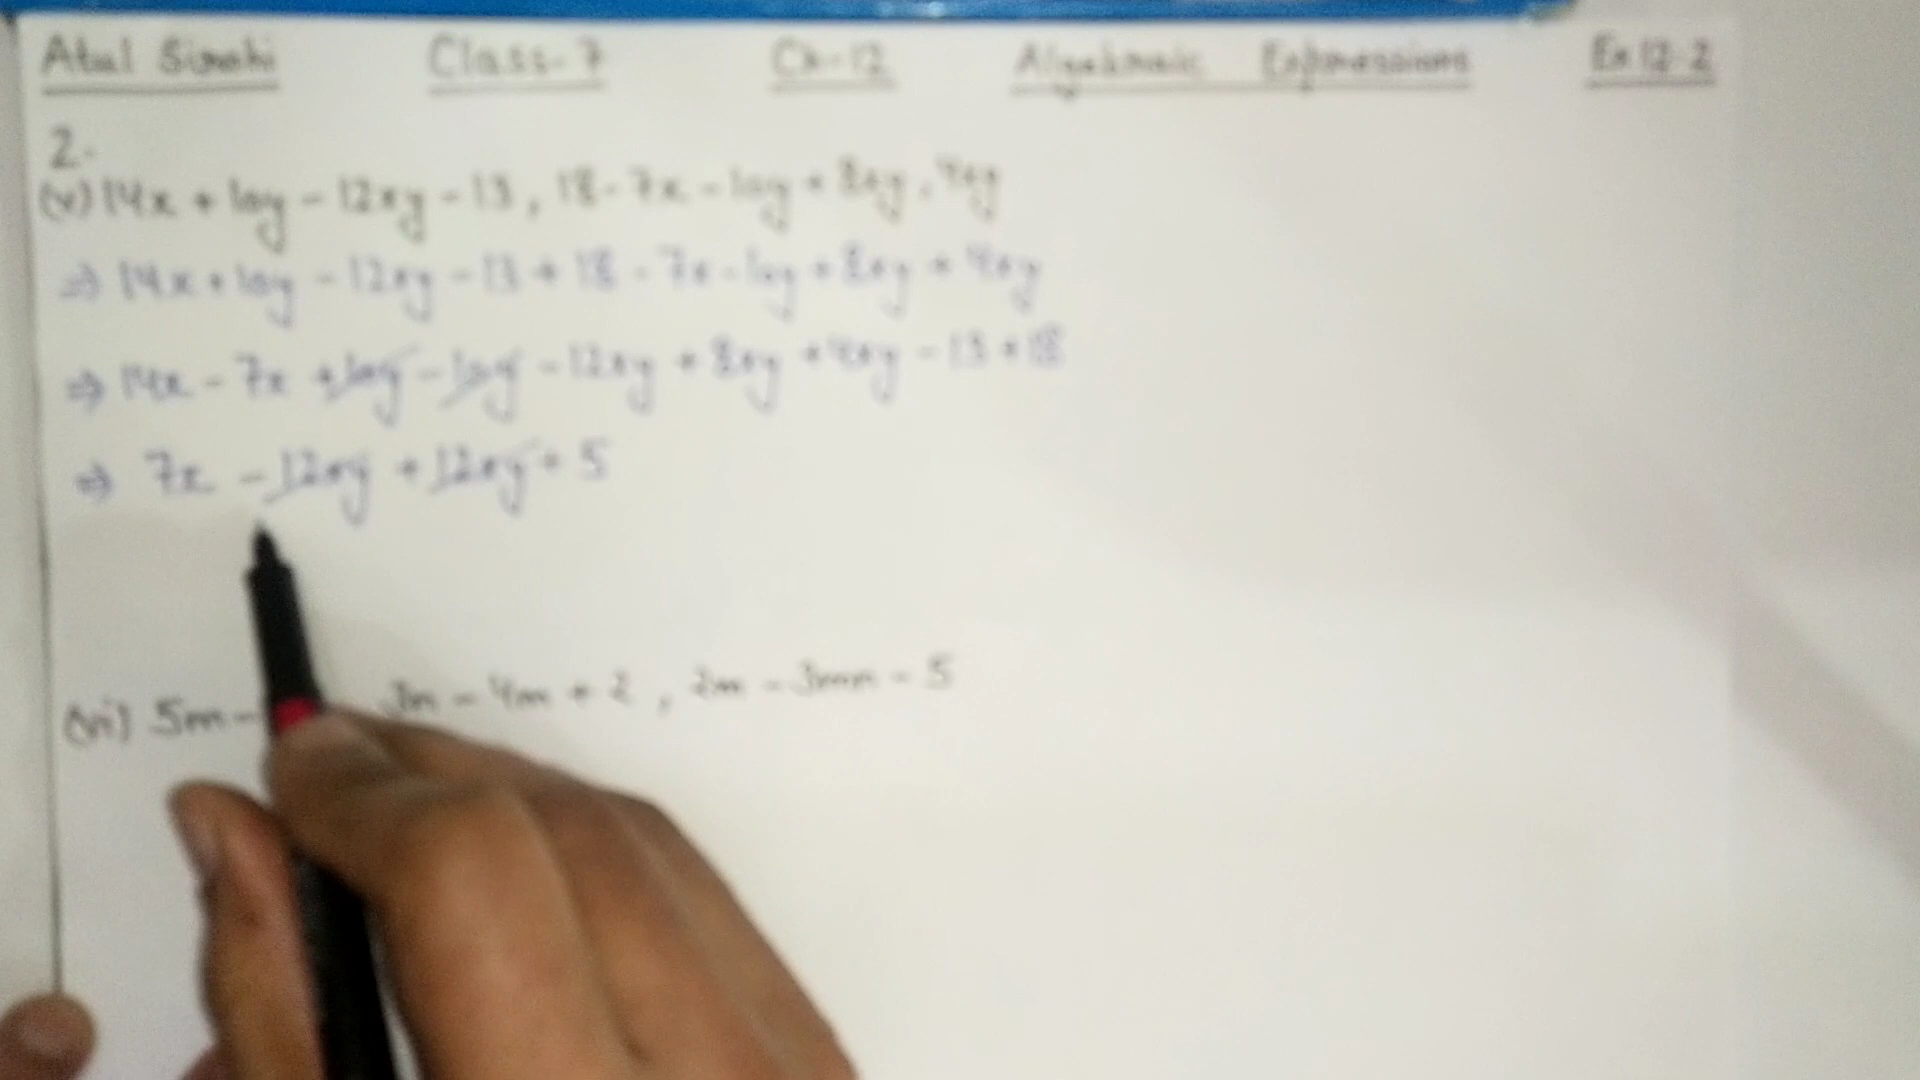 Atul Sinahi Class-7 Ch-12 Algebraic Expressions Ex 12.2
2.
(v) 14x + 10y - 12xy - 13, 18 - 7x - 10y + 8xy, 4xy
⇒ 14x + 10y - 12xy - 13 + 18 - 7x - 10y + 8xy + 4xy
⇒ 14x - 7x + 10y - 10y - 12xy + 8xy + 4xy - 13 + 18
⇒ 7x - 12xy + 12xy + 5
(vi) 5m - 3n - 4m + 2, 2m - 3mn - 5